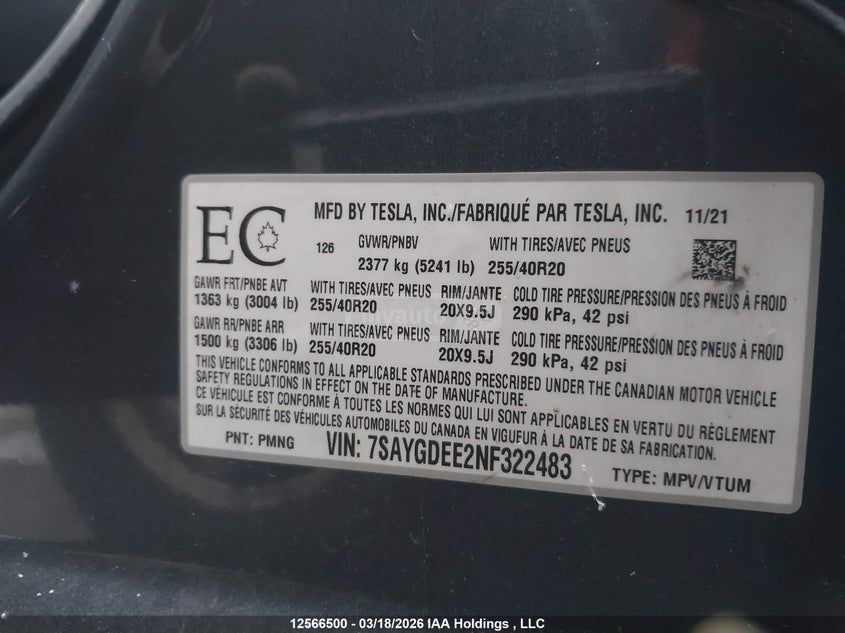 EC
MFD BY TESLA, INC./FABRIQUÉ PAR TESLA, INC. 11/21
126 GVWR/PNBV WITH TIRES/AVEC PNEUS
2377 kg (5241 lb) 255/40R20
GAWR FRT/PNBE AVT WITH TIRES/AVEC PNEUS RIM/JANTE COLD TIRE PRESSURE/PRESSION DES PNEUS À FROID
1363 kg (3004 lb) 255/40R20 20X9.5J 290 kPa, 42 psi
GAWR RR/PNBE ARR WITH TIRES/AVEC PNEUS RIM/JANTE COLD TIRE PRESSURE/PRESSION DES PNEUS À FROID
1500 kg (3306 lb) 255/40R20 20X9.5J 290 kPa, 42 psi
THIS VEHICLE CONFORMS TO ALL APPLICABLE STANDARDS PRESCRIBED UNDER THE CANADIAN MOTOR VEHICLE
SAFETY REGULATIONS IN EFFECT ON THE DATE OF MANUFACTURE.
CE VÉHICULE EST CONFORME À TOUTES LES NORMES QUI LUI SONT APPLICABLES EN VERTU DU RÈGLEMENT
SUR LA SÉCURITÉ DES VÉHICULES AUTOMOBILES DU CANADA EN VIGUEUR À LA DATE DE SA FABRICATION.
PNT: PMNG VIN: 7SAYGDEE2NF322483 TYPE: MPV/VTUM
12566500 - 03/18/2026 IAA Holdings , LLC